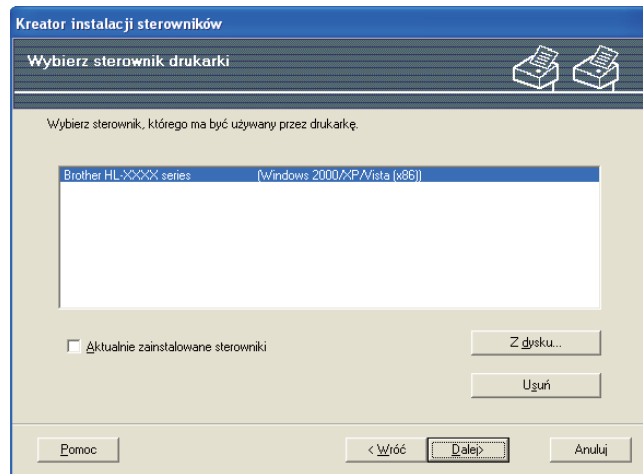 Kreator instalacji sterowników
Wybierz sterownik drukarki
Wybierz sterownik, którego ma być używany przez drukarkę.
Brother HL-XXXX series (Windows 2000/XP/Vista (x86))
Aktualnie zainstalowane sterowniki
Z dysku...
Usuń
Pomoc
< Wróć
Dalej>
Anuluj